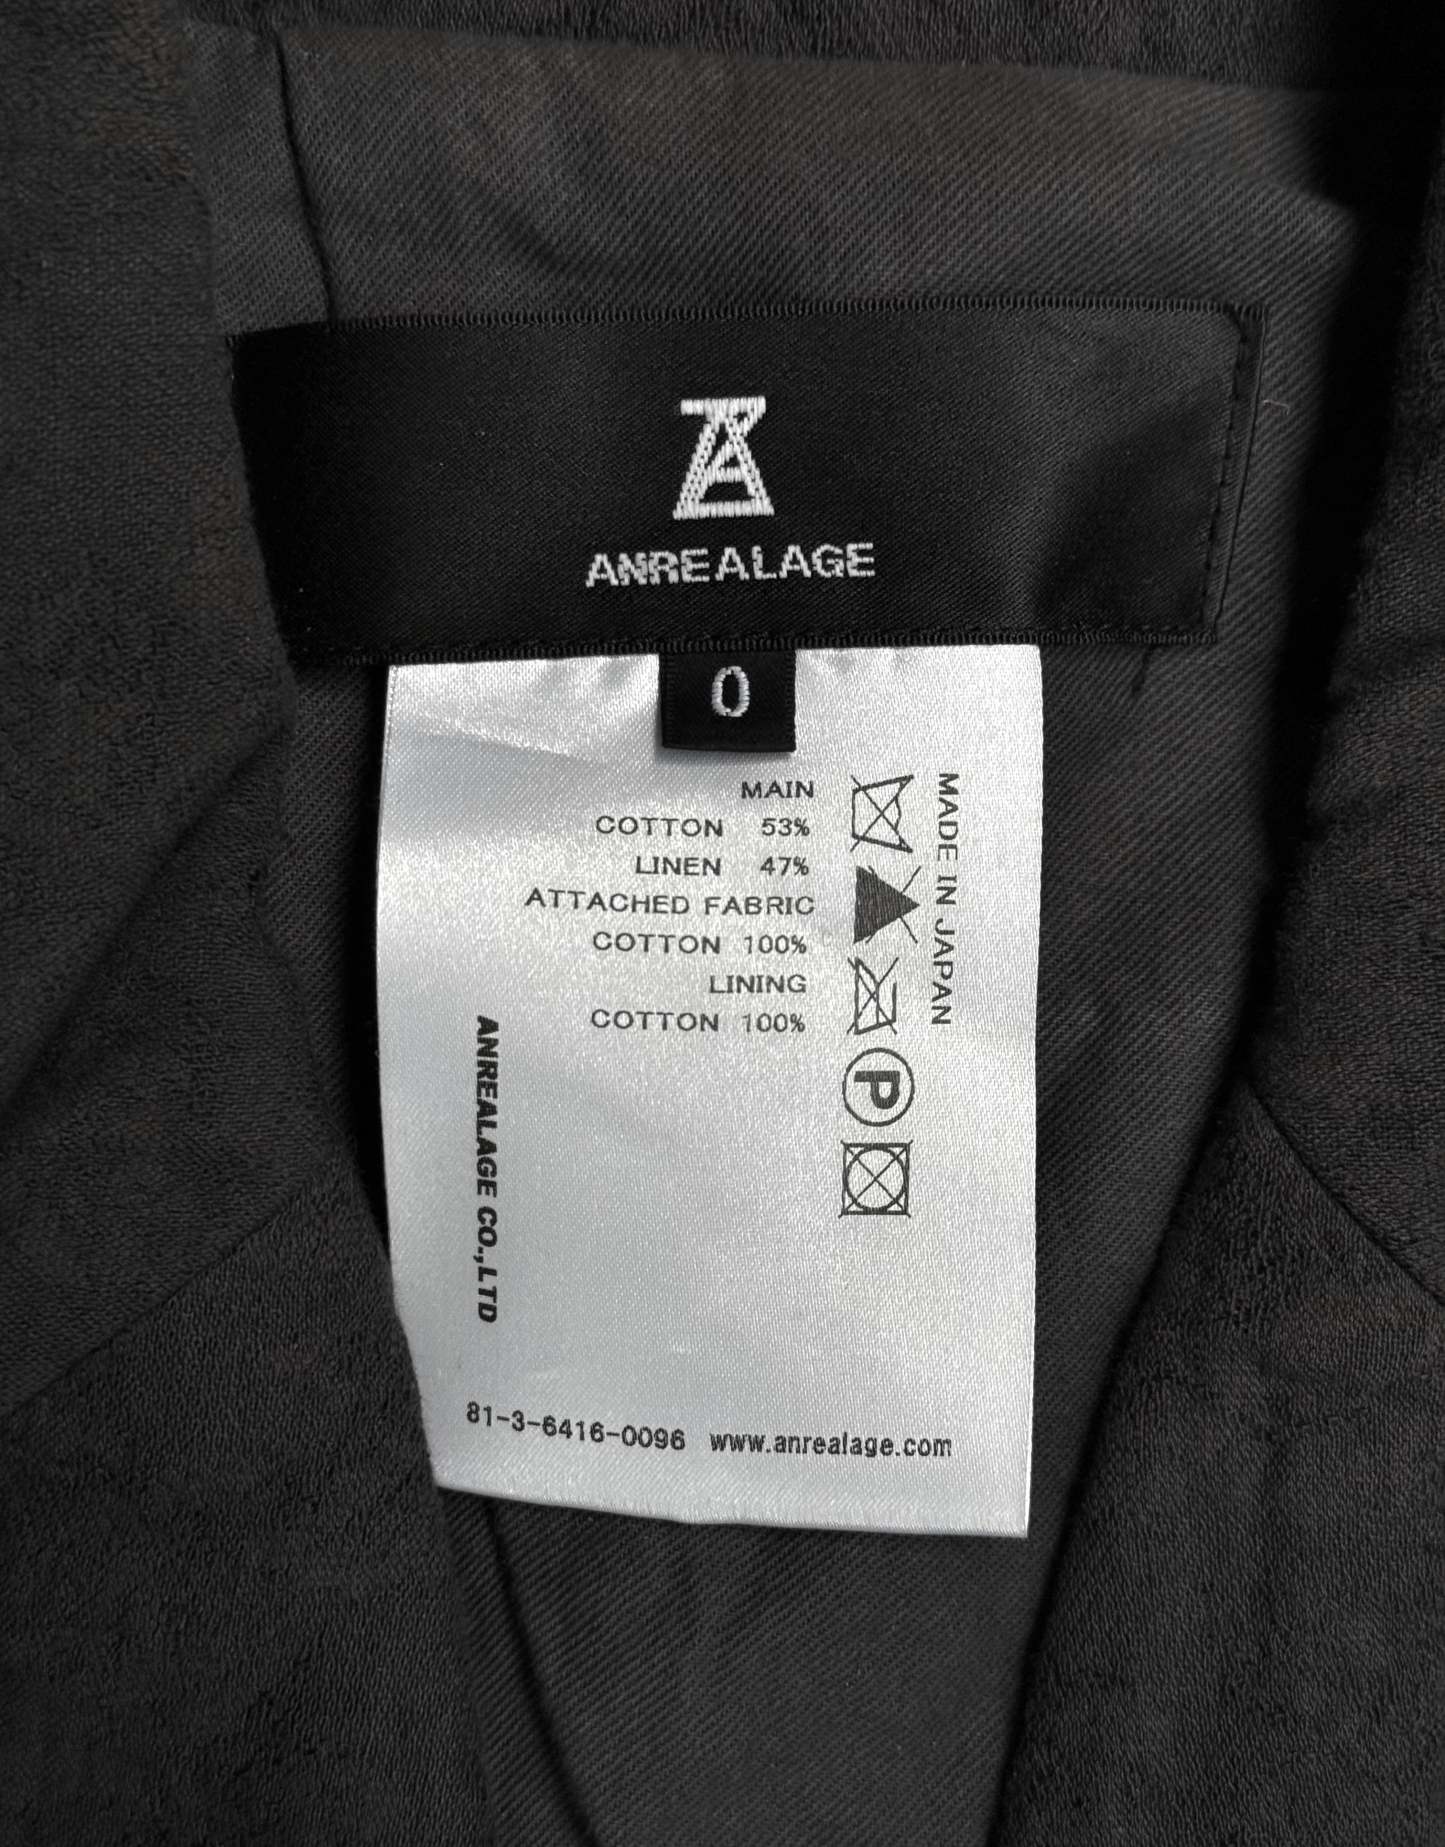 ANREALAGE
0
MAIN
COTTON 53%
LINEN 47%
ATTACHED FABRIC
COTTON 100%
LINING
COTTON 100%
MADE IN JAPAN
P
ANREALAGE CO.,LTD
81-3-6416-0096 www.anrealage.com